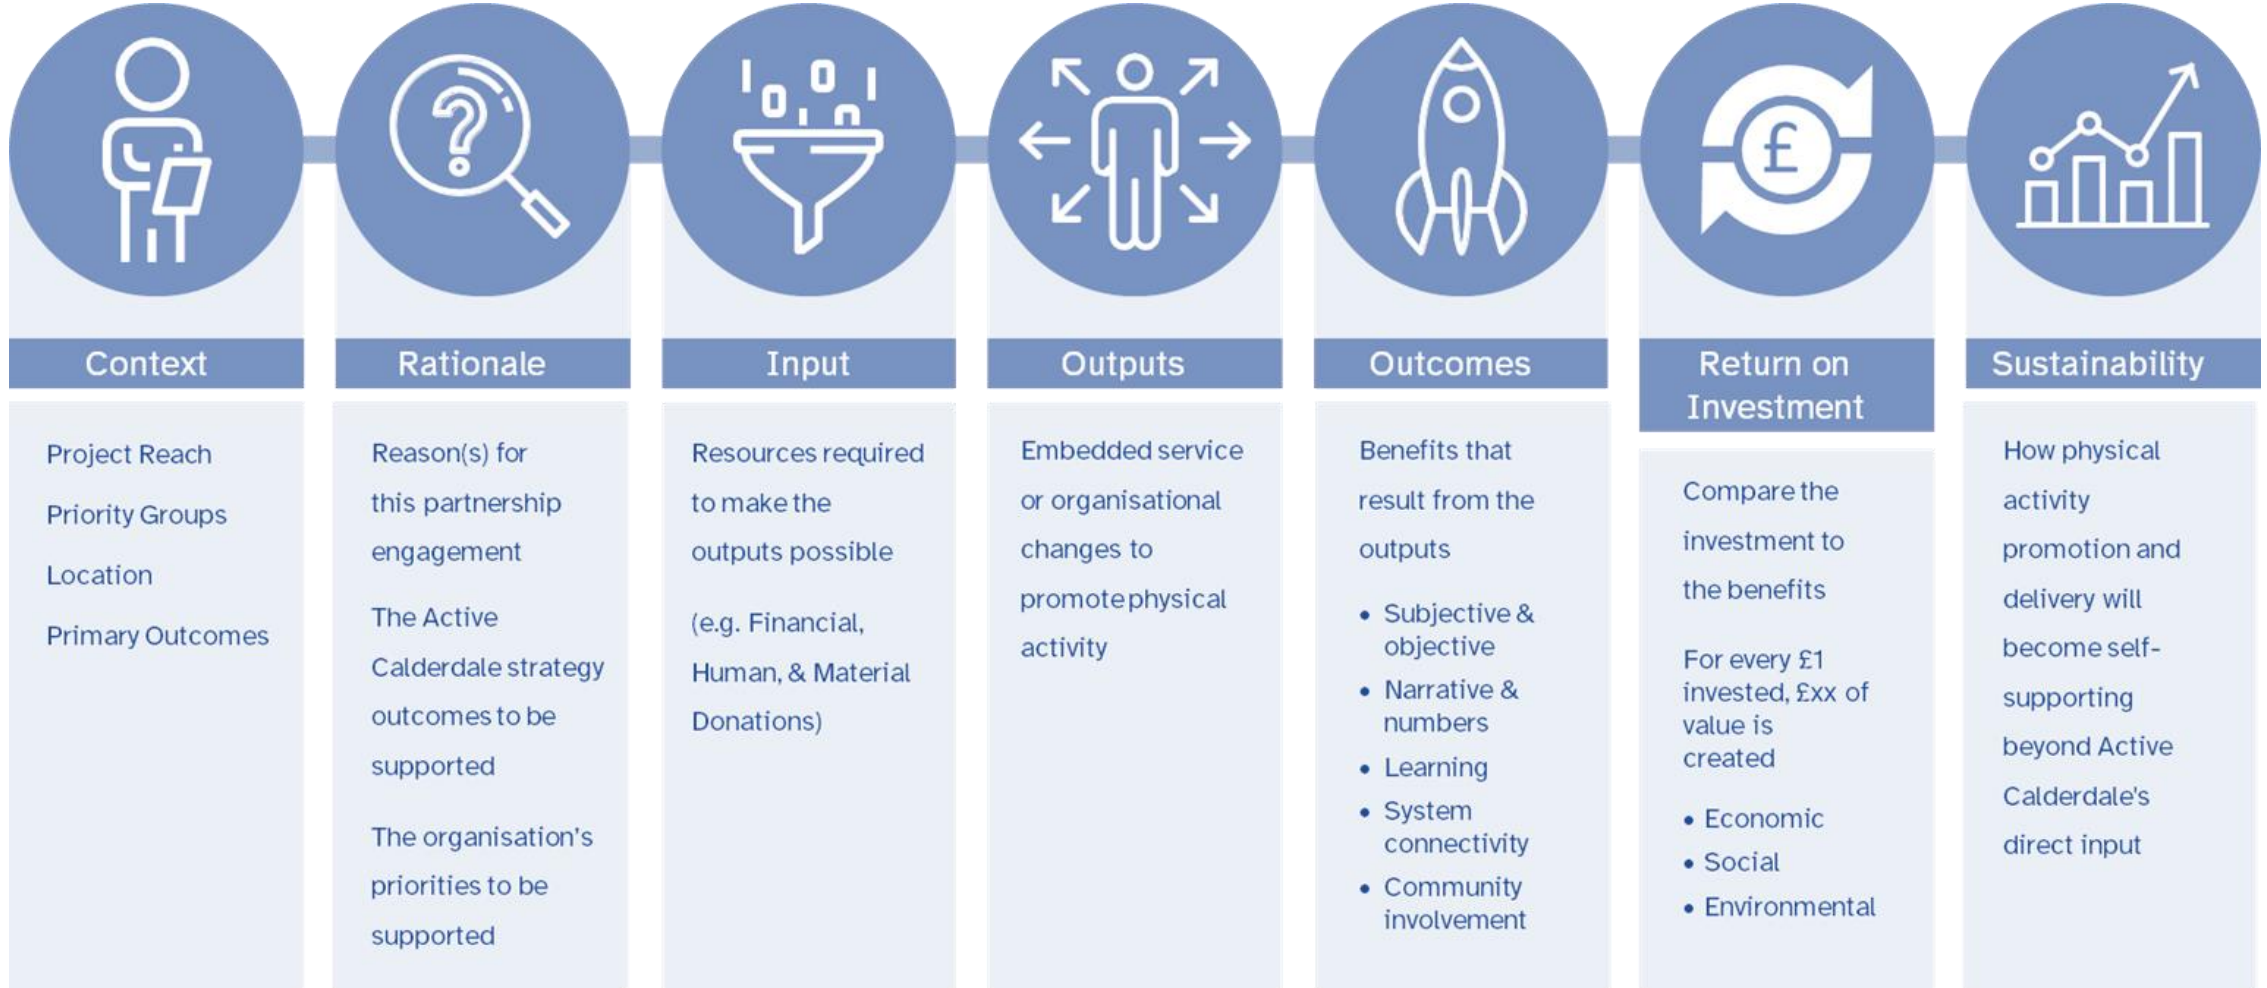 Context
Project Reach
Priority Groups
Location
Primary Outcomes
Rationale
Reason(s) for
this partnership
engagement
The Active
Calderdale strategy
outcomes to be
supported
The organisation's
priorities to be
supported
Input
Resources required
to make the
outputs possible
(e.g. Financial,
Human, & Material
Donations)
Outputs
Embedded service
or organisational
changes to
promote physical
activity
Outcomes
Benefits that
result from the
outputs
• Subjective &
objective
• Narrative &
numbers
• Learning
• System
connectivity
• Community
involvement
£
Return on
Investment
Compare the
investment to
the benefits
For every £1
invested, £xx of
value is
created
• Economic
• Social
• Environmental
Sustainability
How physical
activity
promotion and
delivery will
become self-
supporting
beyond Active
Calderdale's
direct input